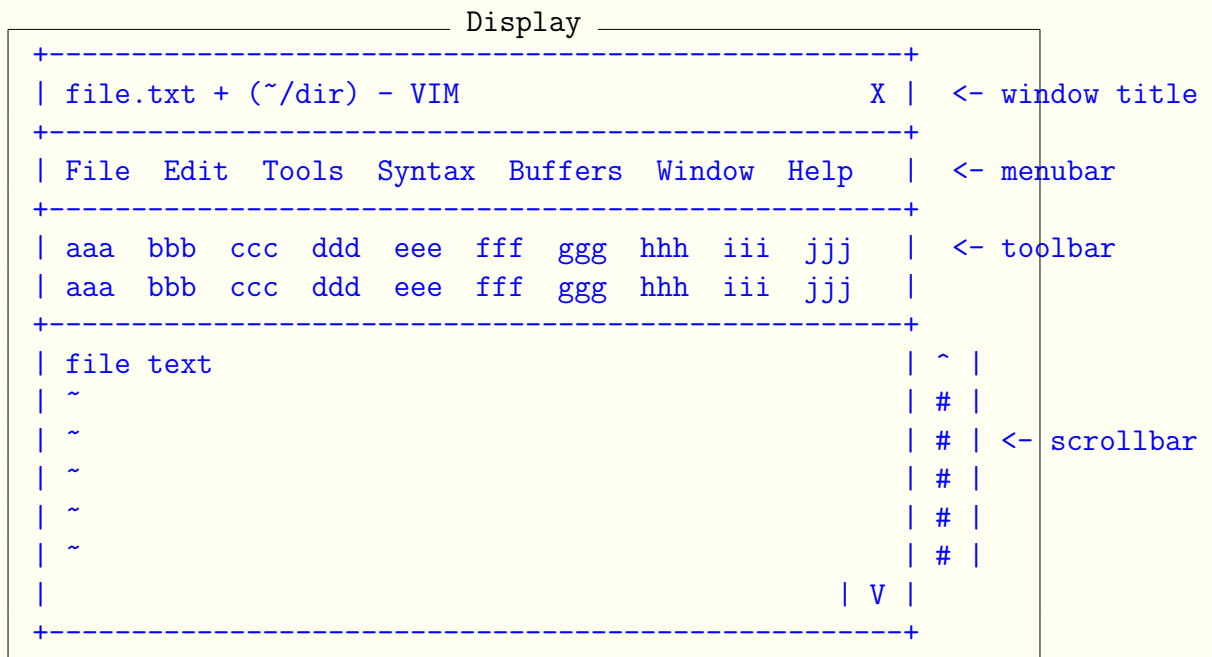 Display
+----------------------------------------------------+
| file.txt + (~/dir) - VIM                         X |  <- window title
+----------------------------------------------------+
| File  Edit  Tools  Syntax  Buffers  Window  Help   |  <- menubar
+----------------------------------------------------+
| aaa  bbb  ccc  ddd  eee  fff  ggg  hhh  iii  jjj   |  <- toolbar
| aaa  bbb  ccc  ddd  eee  fff  ggg  hhh  iii  jjj   |
+----------------------------------------------------+
| file text                                          | ^ |
| ~                                                  | # |
| ~                                                  | # | <- scrollbar
| ~                                                  | # |
| ~                                                  | # |
| ~                                                  | # |
|                                                | V |
+----------------------------------------------------+